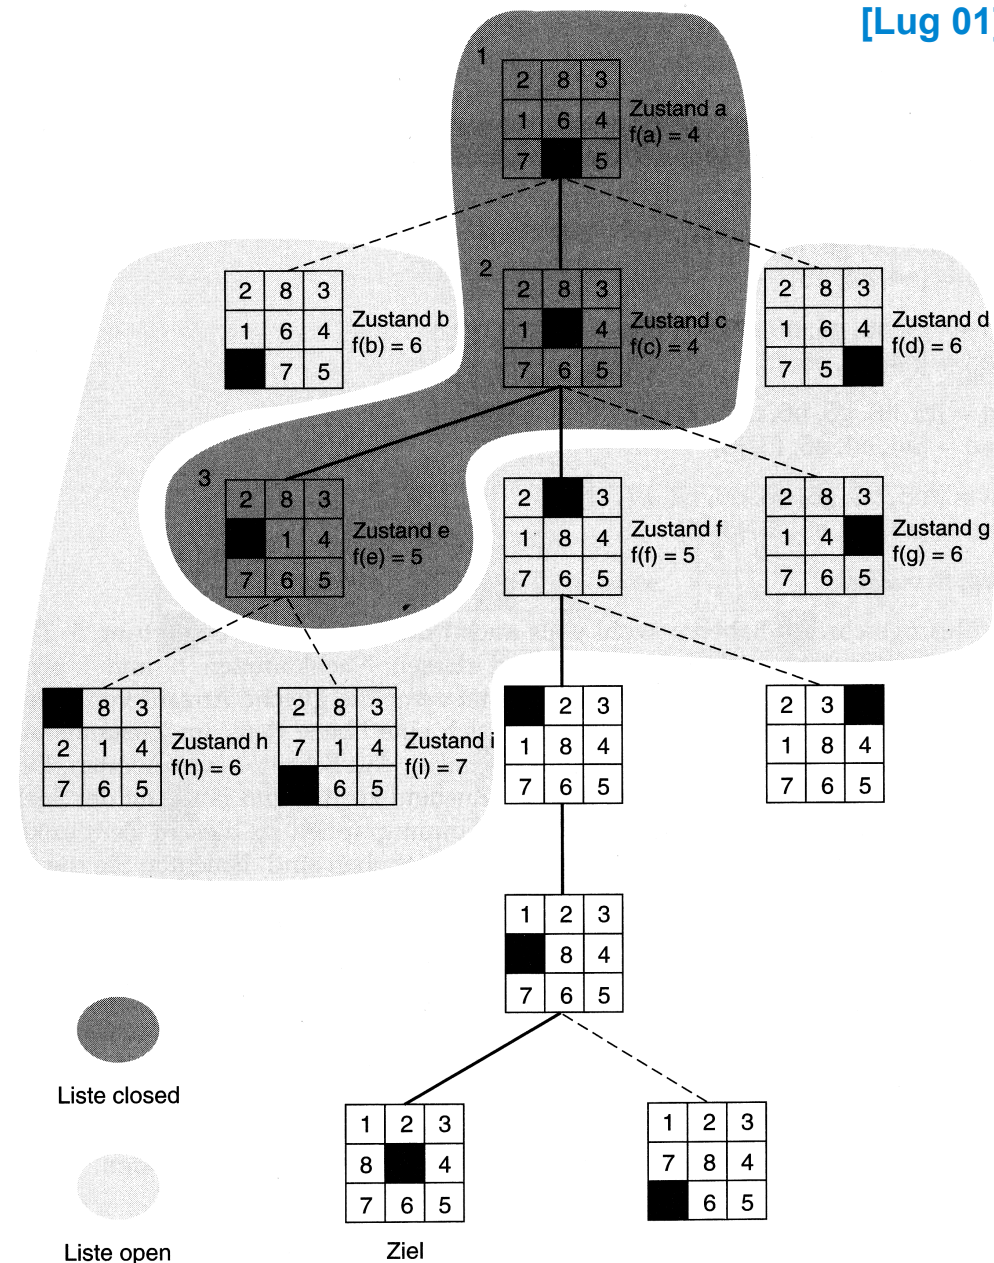 [Lug 01]
1
2 8 3
1 6 4
7 5
Zustand a
f(a) = 4
2 8 3
1 6 4
7 5
Zustand b
f(b) = 6
2
2 8 3
1 4
7 6 5
Zustand c
f(c) = 4
2 8 3
1 6 4
7 5
Zustand d
f(d) = 6
3
2 8 3
1 4
7 6 5
Zustand e
f(e) = 5
2 3
1 8 4
7 6 5
Zustand f
f(f) = 5
2 8 3
1 4
7 6 5
Zustand g
f(g) = 6
8 3
2 1 4
7 6 5
Zustand h
f(h) = 6
2 8 3
7 1 4
6 5
Zustand i
f(i) = 7
2 3
1 8 4
7 6 5
2 3
1 8 4
7 6 5
1 2 3
8 4
7 6 5
Liste closed
1 2 3
8 4
7 6 5
Ziel
1 2 3
7 8 4
6 5
Liste open